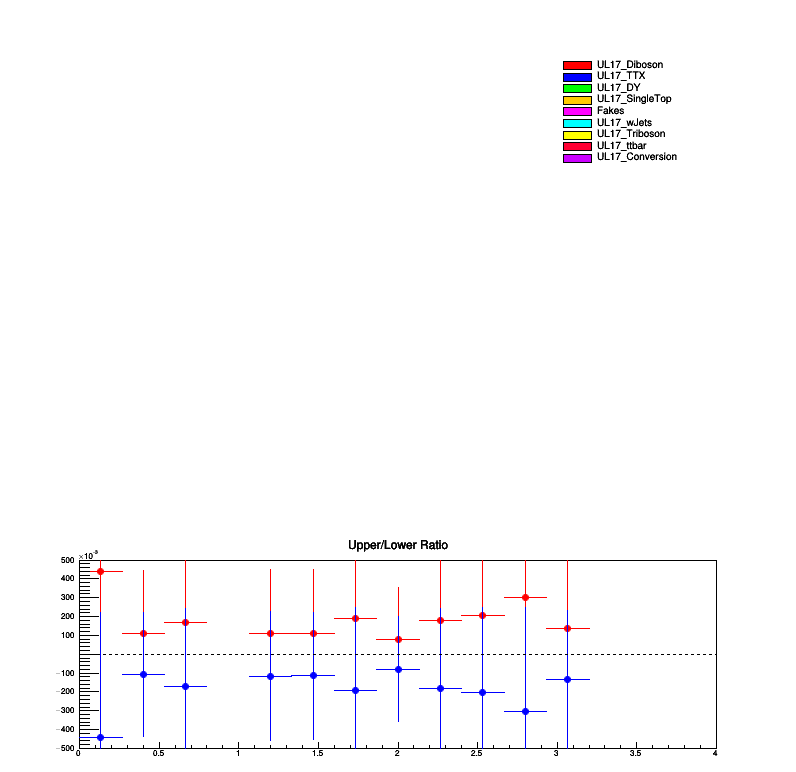 UL17_Diboson
UL17_TTX
UL17_DY
UL17_SingleTop
Fakes
UL17_wJets
UL17_Triboson
UL17_ttbar
UL17_Conversion
Upper/Lower Ratio
×10⁻³
500
400
300
200
100
−100
−200
−300
−400
−500
0 0.5 1 1.5 2 2.5 3 3.5 4